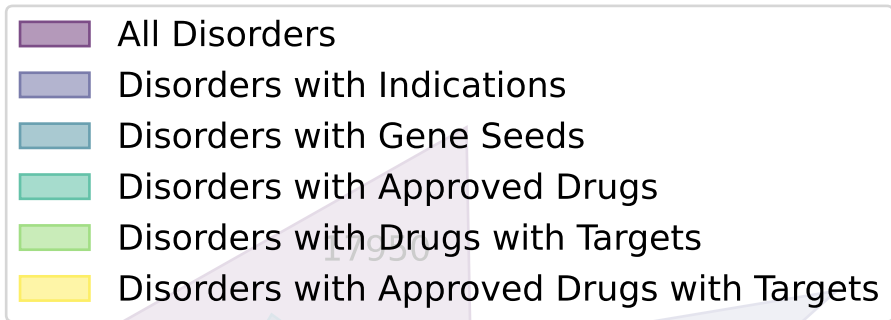 All Disorders
Disorders with Indications
Disorders with Gene Seeds
Disorders with Approved Drugs
17950
Disorders with Drugs with Targets
Disorders with Approved Drugs with Targets